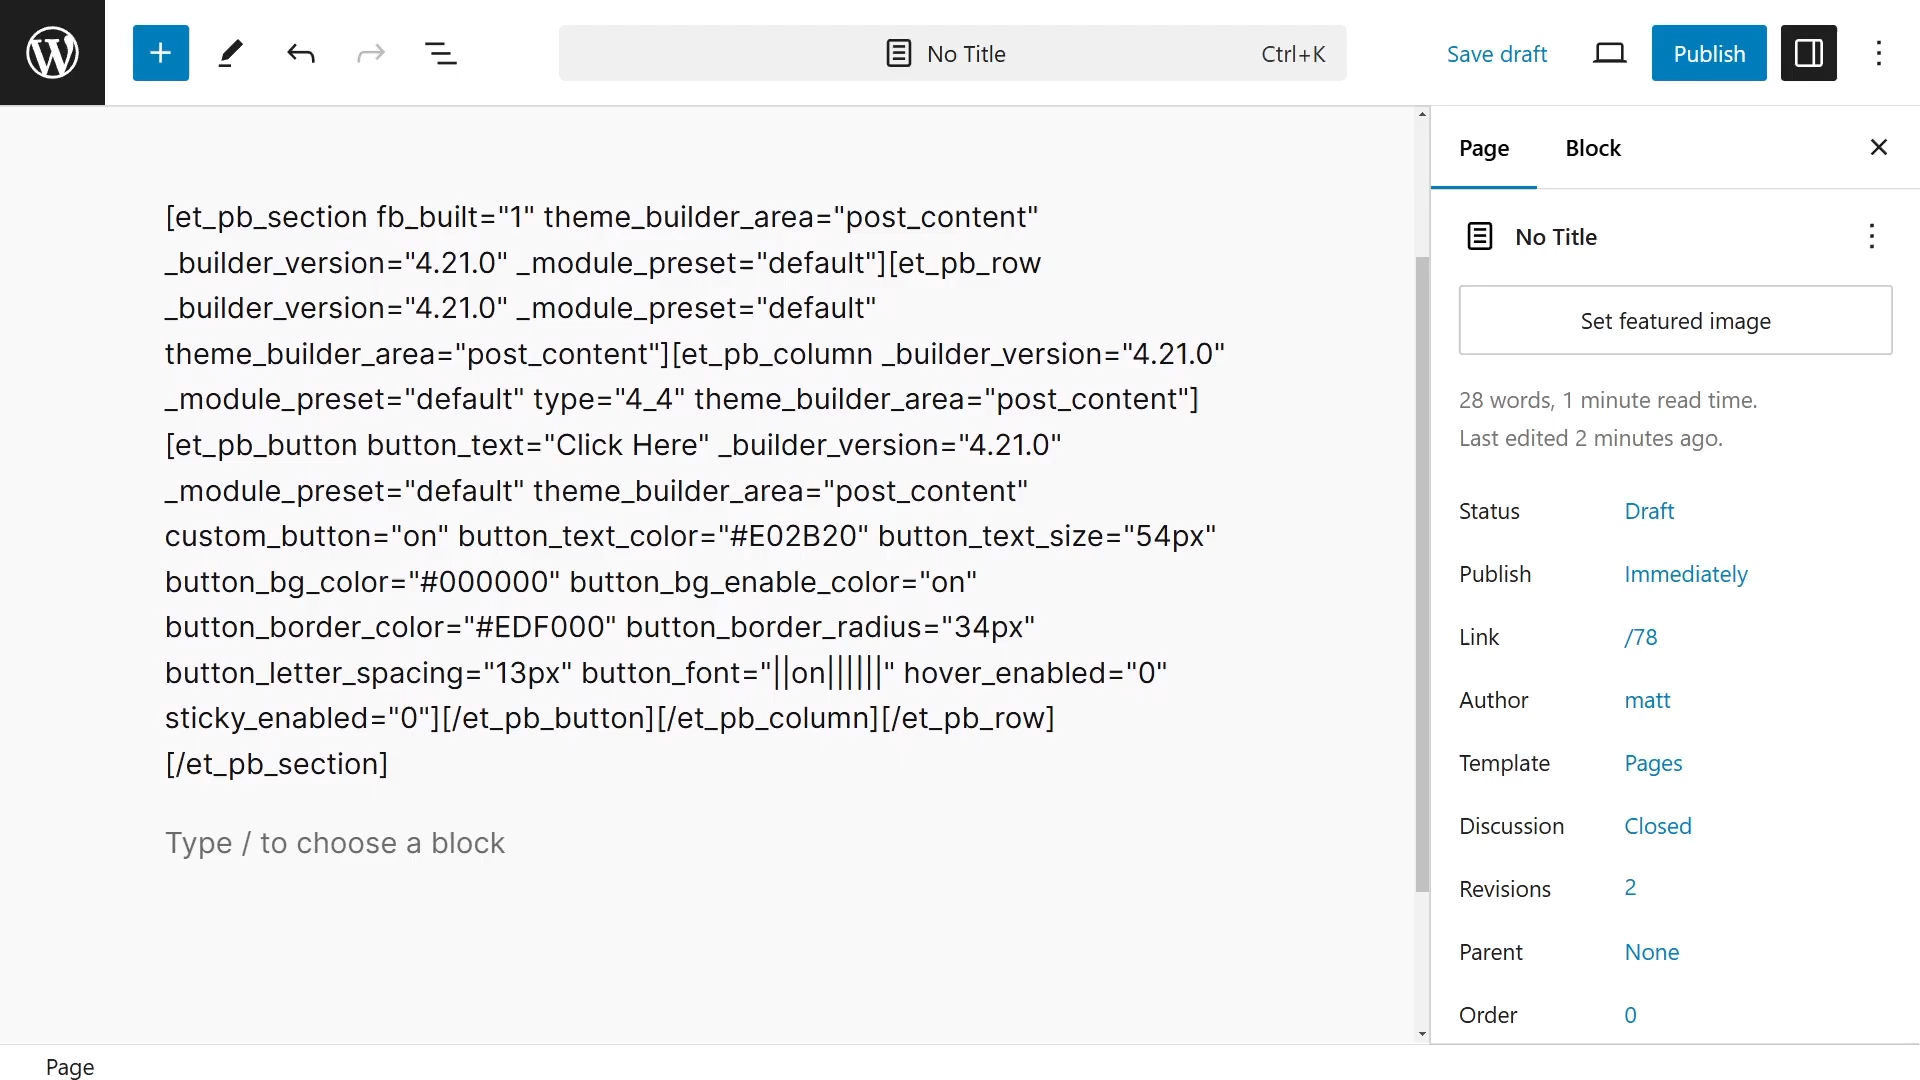 No Title
Ctrl+K
Save draft
Publish
[et_pb_section fb_built="1" theme_builder_area="post_content"
_builder_version="4.21.0" _module_preset="default"][et_pb_row
_builder_version="4.21.0" _module_preset="default"
theme_builder_area="post_content"][et_pb_column _builder_version="4.21.0"
_module_preset="default" type="4_4" theme_builder_area="post_content"]
[et_pb_button button_text="Click Here" _builder_version="4.21.0"
_module_preset="default" theme_builder_area="post_content"
custom_button="on" button_text_color="#E02B20" button_text_size="54px"
button_bg_color="#000000" button_bg_enable_color="on"
button_border_color="#EDF000" button_border_radius="34px"
button_letter_spacing="13px" button_font="||on||||||" hover_enabled="0"
sticky_enabled="0"][/et_pb_button][/et_pb_column][/et_pb_row]
[/et_pb_section]
Type / to choose a block
Page
Block
No Title
Set featured image
28 words, 1 minute read time.
Last edited 2 minutes ago.
Status Draft
Publish Immediately
Link /78
Author matt
Template Pages
Discussion Closed
Revisions 2
Parent None
Order 0
Page